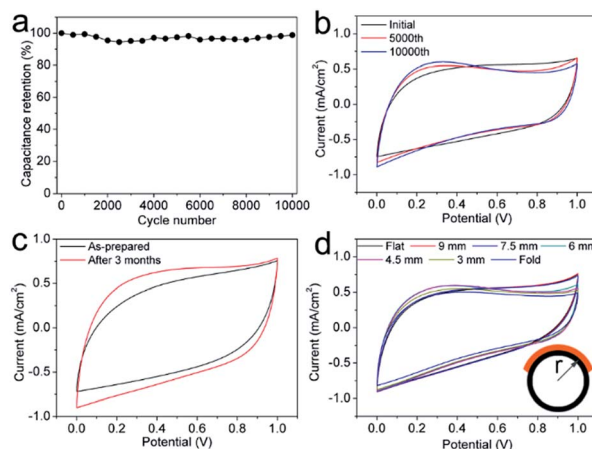 a
100
80
60
40
20
0
Capacitance retention (%)
0 2000 4000 6000 8000 10000
Cycle number
b
Initial
5000th
10000th
1.0
0.5
0.0
-0.5
-1.0
Current (mA/cm²)
0.0 0.2 0.4 0.6 0.8 1.0
Potential (V)
c
As-prepared
After 3 months
1.0
0.5
0.0
-0.5
-1.0
Current (mA/cm²)
0.0 0.2 0.4 0.6 0.8 1.0
Potential (V)
d
Flat 9 mm 7.5 mm 6 mm
4.5 mm 3 mm Fold
1.0
0.5
0.0
-0.5
-1.0
Current (mA/cm²)
r
0.0 0.2 0.4 0.6 0.8 1.0
Potential (V)